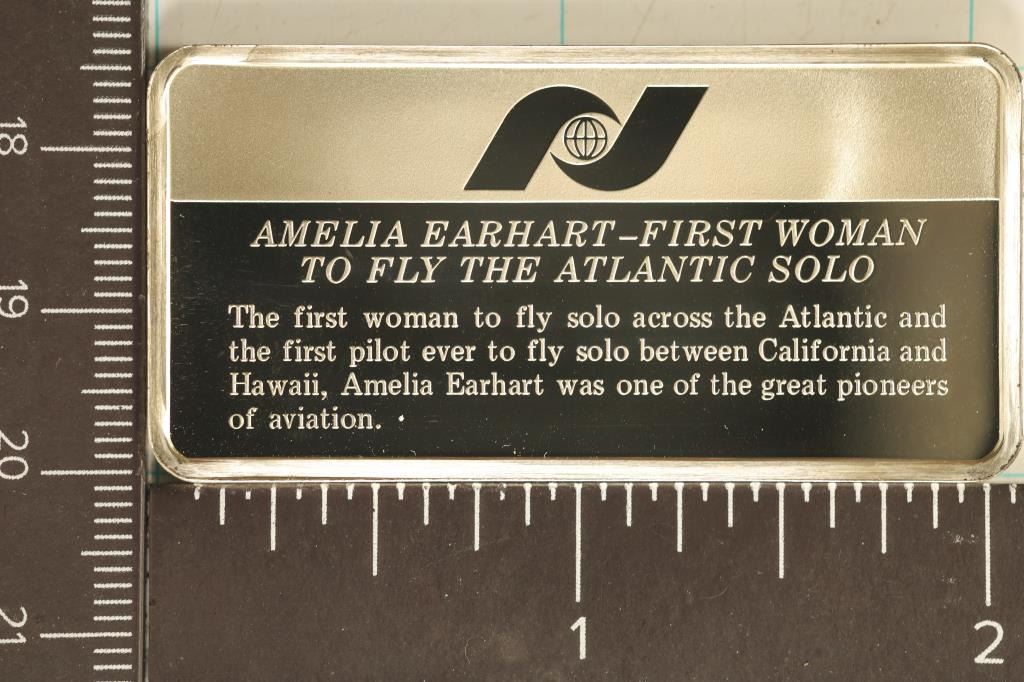 AMELIA EARHART–FIRST WOMAN
TO FLY THE ATLANTIC SOLO
The first woman to fly solo across the Atlantic and
the first pilot ever to fly solo between California and
Hawaii, Amelia Earhart was one of the great pioneers
of aviation.
18
19
20
21
1
2